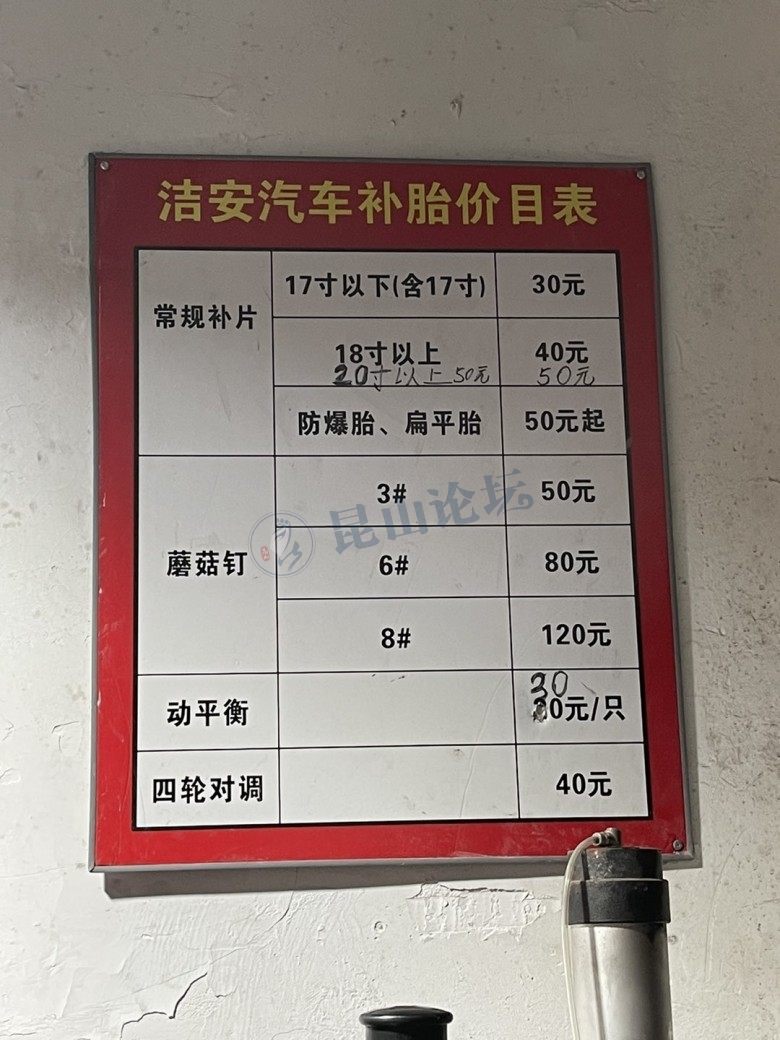 洁安汽车补胎价目表
常规补片
17寸以下(含17寸) 30元
18寸以上 40元
20寸以上 50元 50元
防爆胎、扁平胎 50元起
蘑菇钉
3# 50元
昆山论坛
6# 80元
8# 120元
30
动平衡 30元/只
四轮对调 40元